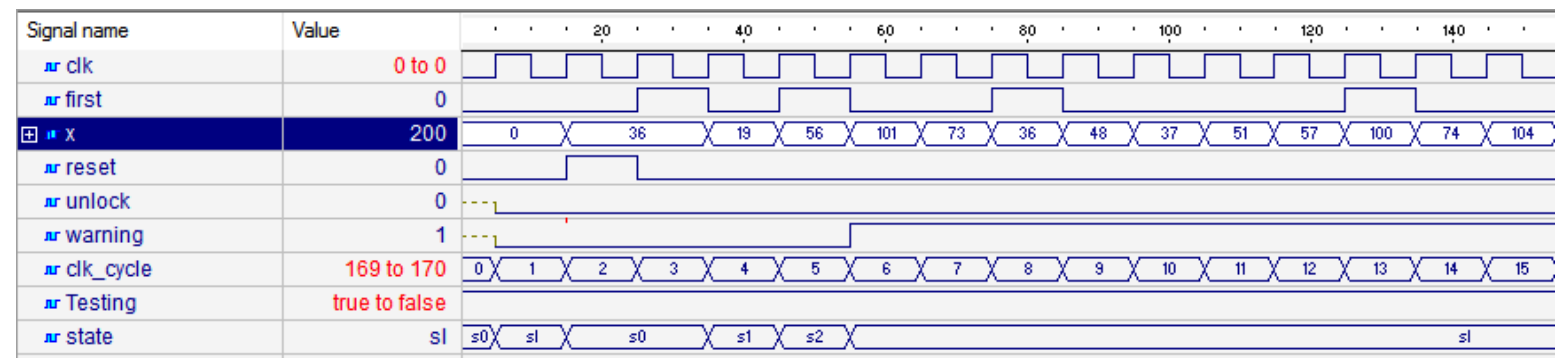 Signal name Value 20 40 60 80 100 120 140
clk 0 to 0
first 0
x 200 0 36 19 56 101 73 36 48 37 51 57 100 74 104
reset 0
unlock 0
warning 1
clk_cycle 169 to 170 0 1 2 3 4 5 6 7 8 9 10 11 12 13 14 15
Testing true to false
state sl s0 sl s0 s1 s2 sl